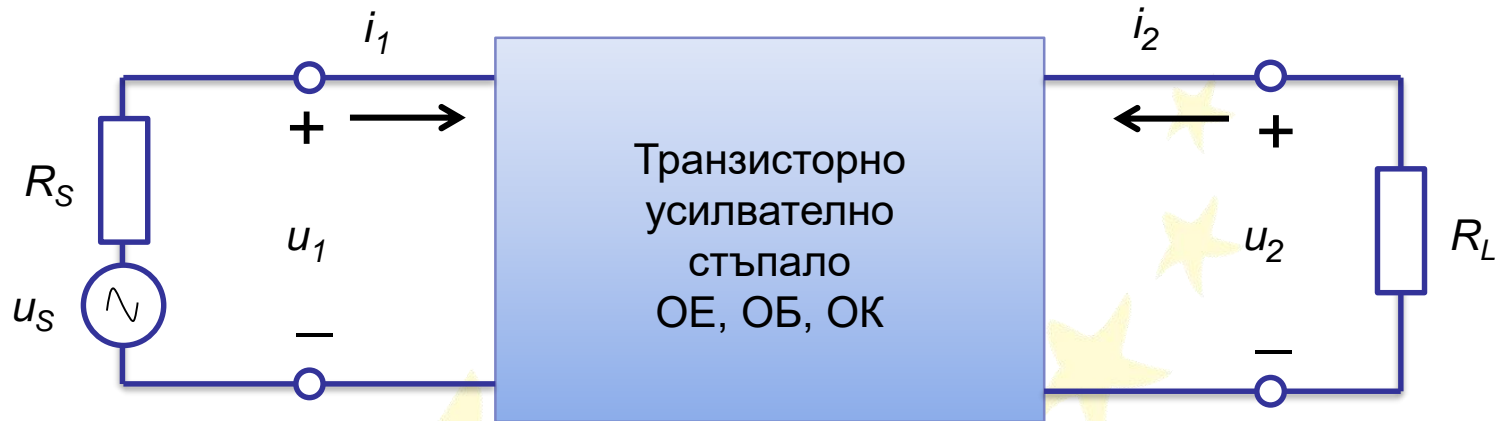 i1
i2
+
+
Транзисторно
усилвателно
стъпало
ОЕ, ОБ, ОК
RS
u1
u2
RL
uS
–
–